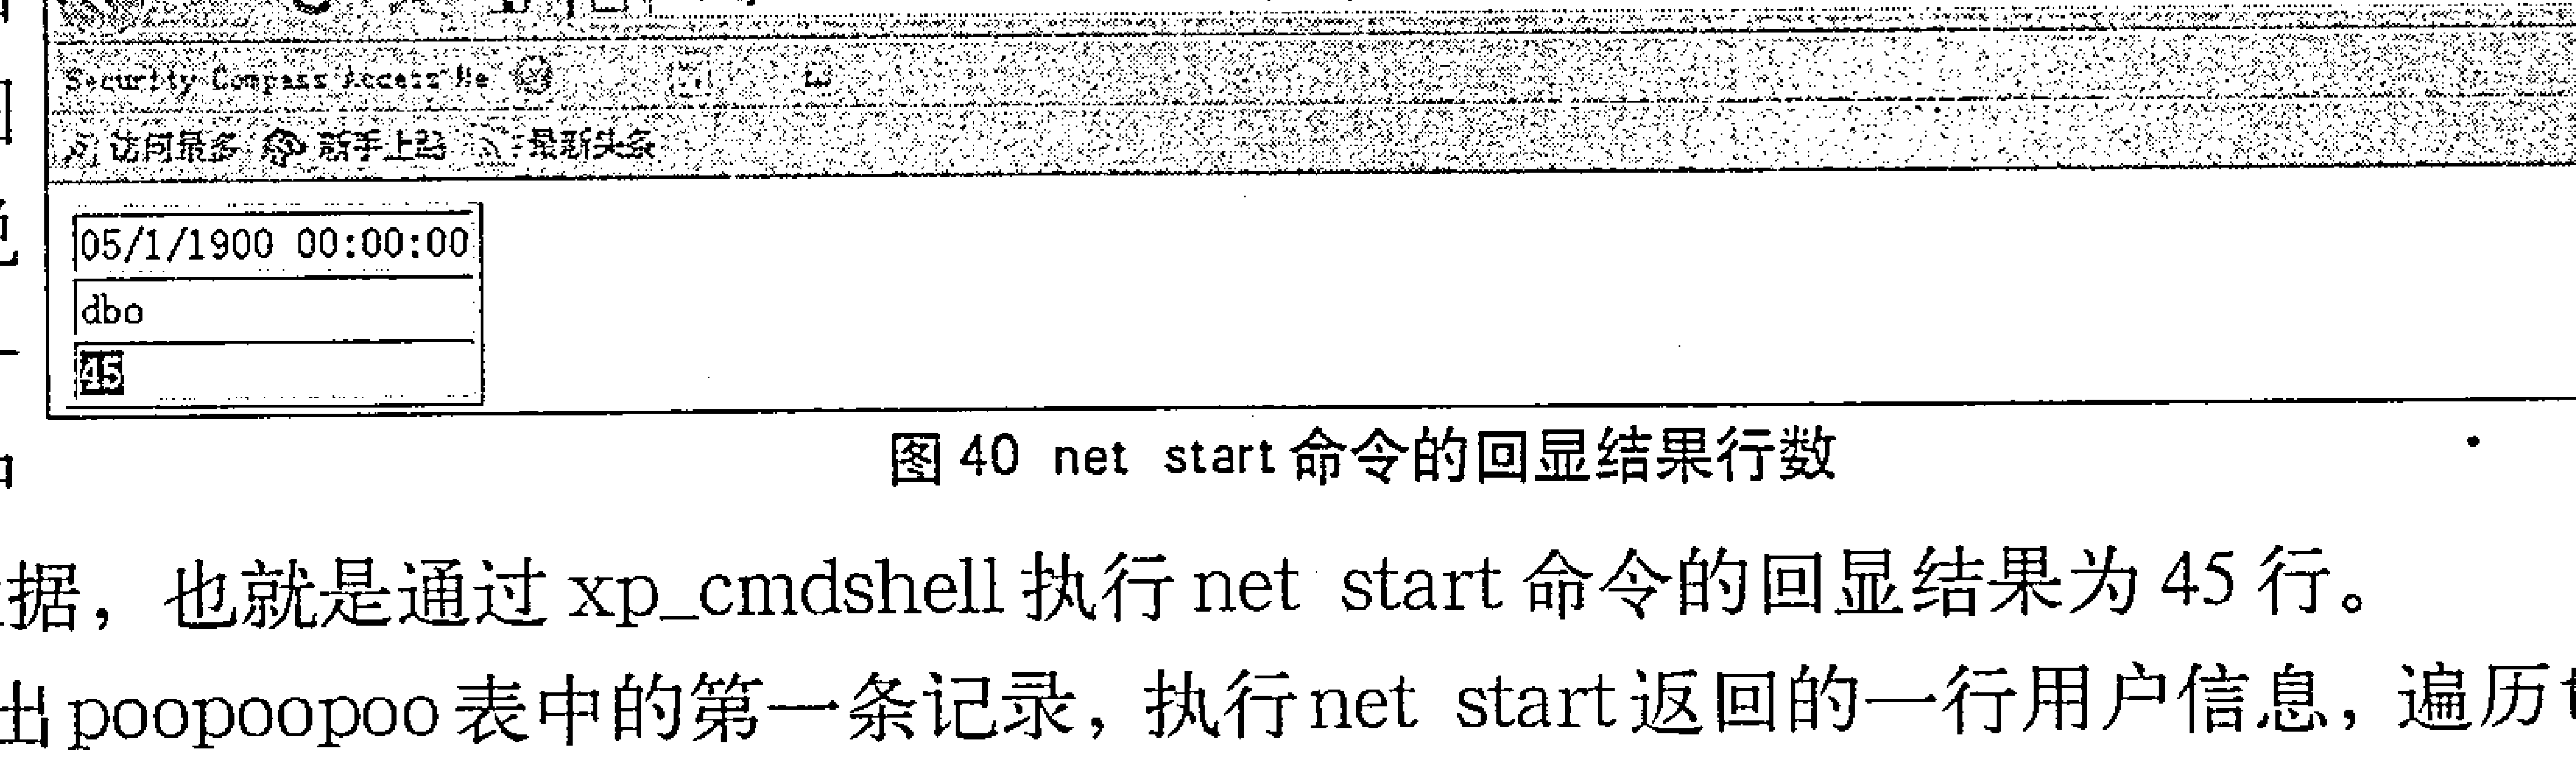 Security Compass Access Me
访问最多 新手上路 最新头条
05/1/1900 00:00:00
dbo
45
图 40 net start 命令的回显结果行数
据，也就是通过 xp_cmdshell 执行 net start 命令的回显结果为 45 行。
出 poopoopoo 表中的第一条记录，执行 net start 返回的一行用户信息，遍历